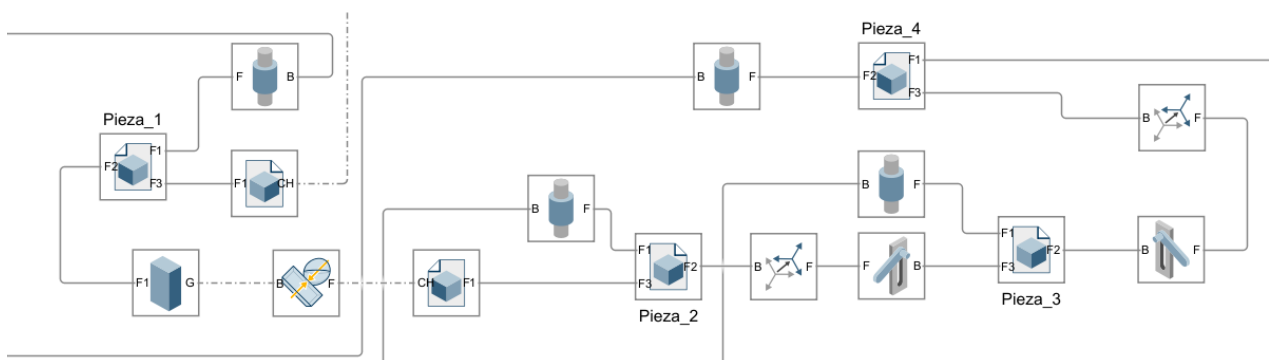 Pieza_4
F B
B F
F2 F1
F3
Pieza_1
F2 F1
F3
F1 CH
B F
B F
B F
F1
F2
F3
Pieza_2
B F
F B
F1
F2
F3
Pieza_3
B F
F1 G
B F
CH F1